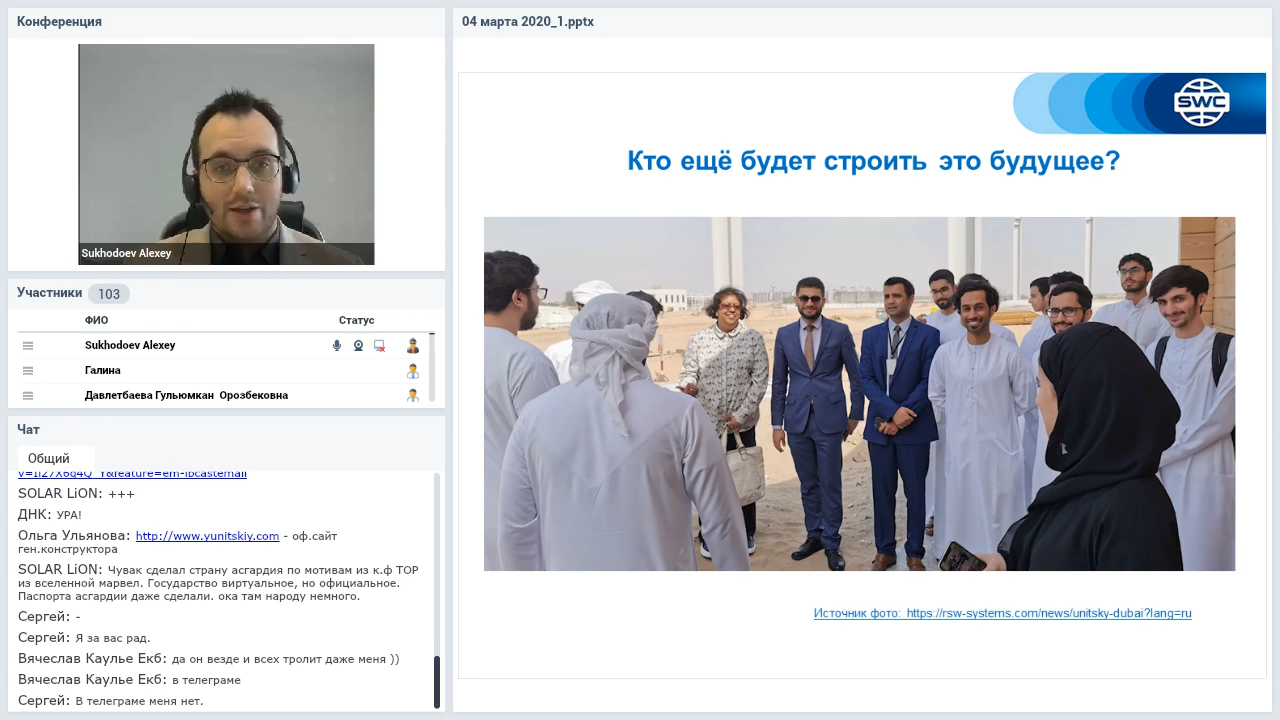 Конференция
Sukhodoev Alexey
Участники 103
ФИО Статус
Sukhodoev Alexey
Галина
Давлетбаева Гульюмкан Орозбековна
Чат
Общий
SOLAR LiON: +++
ДНК: УРА!
Ольга Ульянова: http://www.yunitskiy.com - оф.сайт
ген.конструктора
SOLAR LiON: Чувак сделал страну асгардия по мотивам из к.ф ТОР
из вселенной марвел. Государство виртуальное, но официальное.
Паспорта асгардии даже сделали. ока там народу немного.
Сергей: -
Сергей: Я за вас рад.
Вячеслав Каулье Екб: да он везде и всех тролит даже меня ))
Вячеслав Каулье Екб: в телеграме
Сергей: В телеграме меня нет.
04 марта 2020_1.pptx
SWC
Кто ещё будет строить это будущее?
Источник фото: https://rsw-systems.com/news/unitsky-dubai?lang=ru